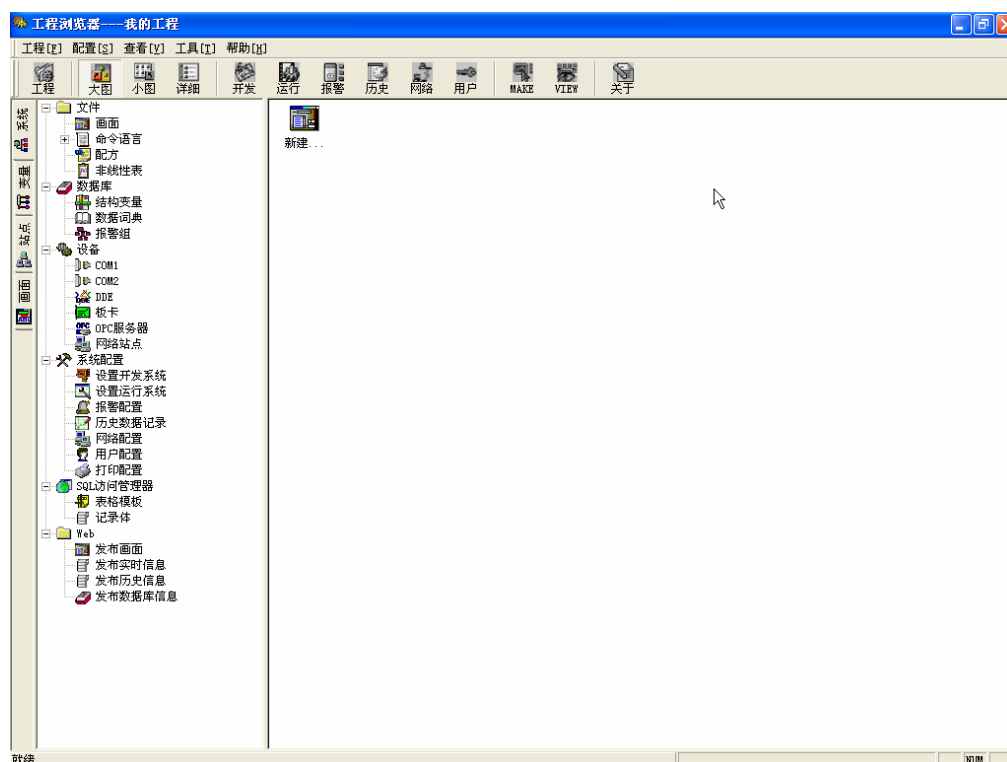 工程浏览器---我的工程
工程[F] 配置[S] 查看[V] 工具[T] 帮助[H]
工程 大图 小图 详细 开发 运行 报警 历史 网络 用户 MAKE VIEW 关于
系统
变量
站点
画面
文件
画面
命令语言
配方
非线性表
数据库
结构变量
数据词典
报警组
设备
COM1
COM2
DDE
板卡
OPC服务器
网络站点
系统配置
设置开发系统
设置运行系统
报警配置
历史数据记录
网络配置
用户配置
打印配置
SQL访问管理器
表格模板
记录体
Web
发布画面
发布实时信息
发布历史信息
发布数据库信息
新建...
就绪
NUM